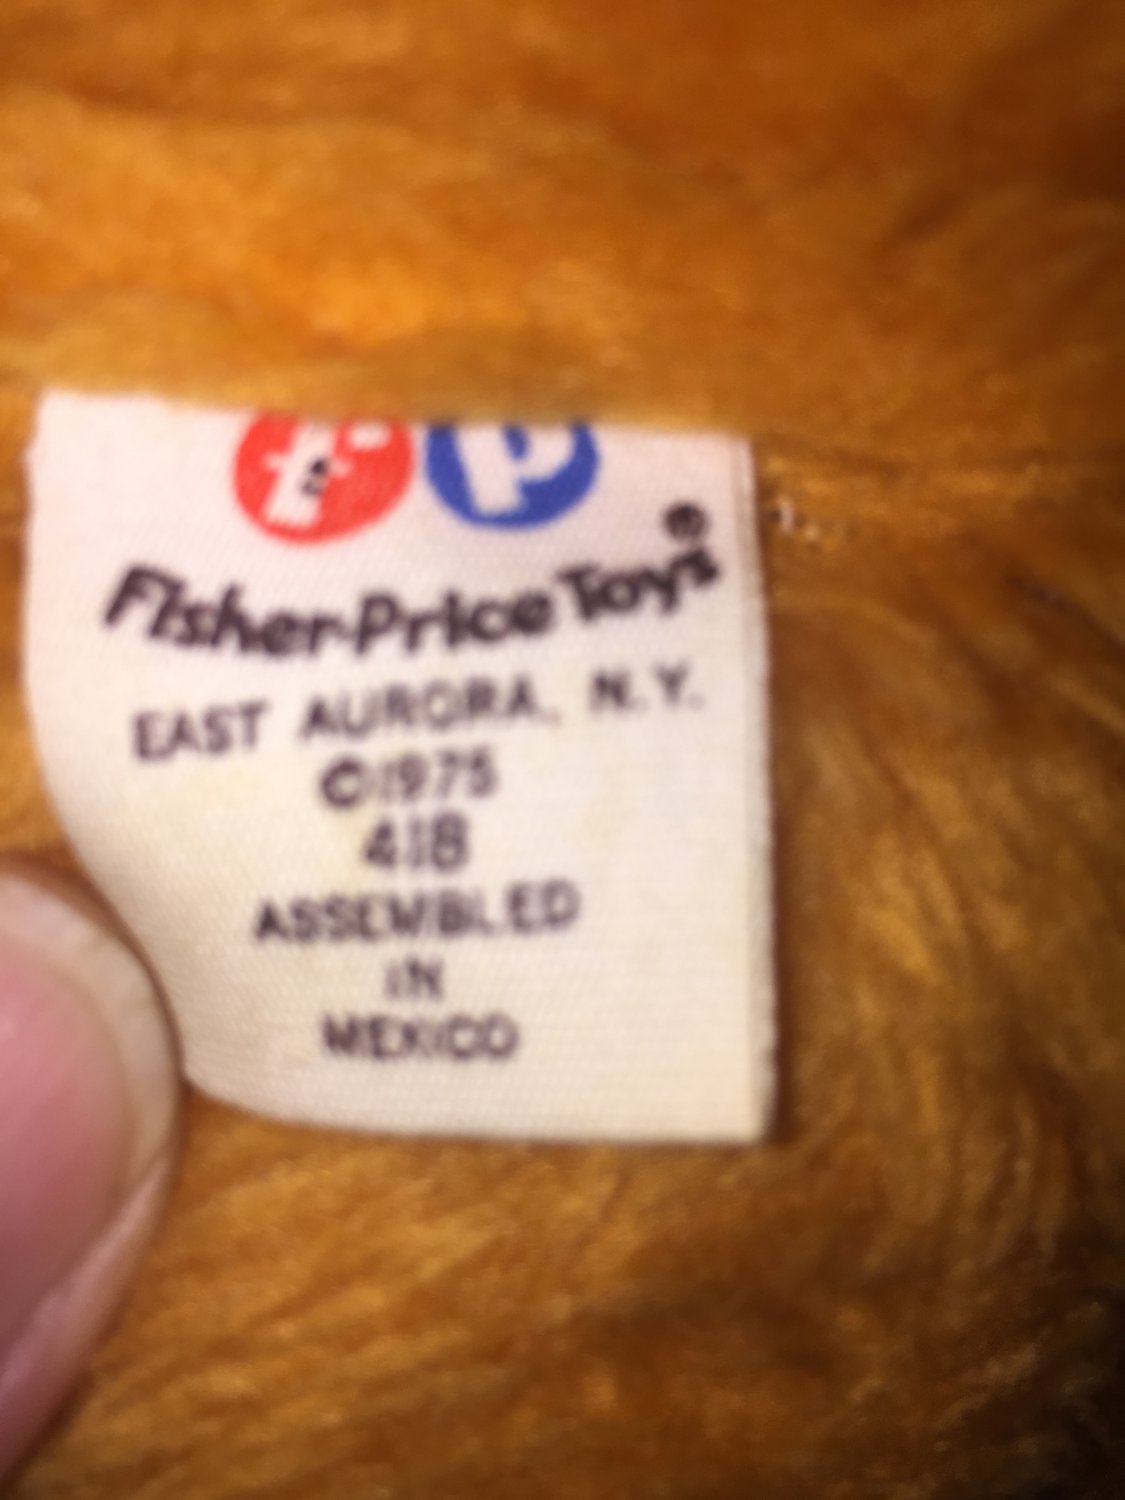 fp
Fisher-Price Toys®
EAST AURORA, N.Y.
©1975
418
ASSEMBLED
IN
MEXICO